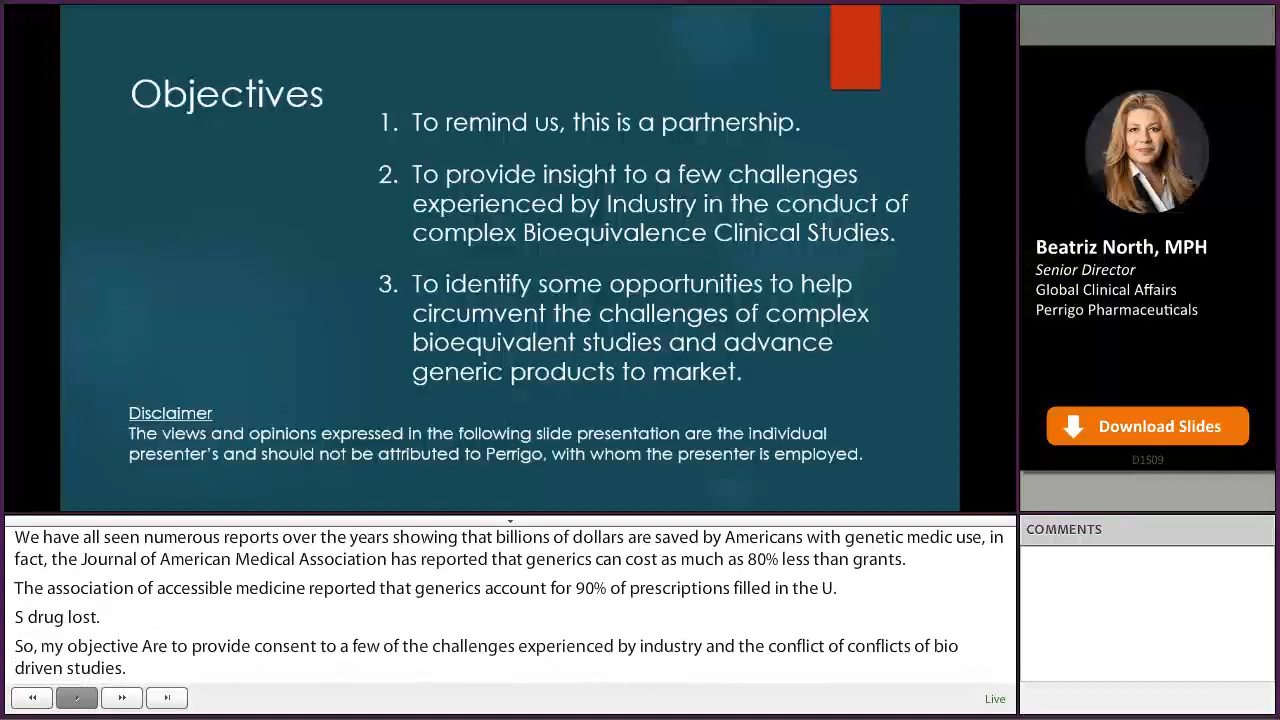 Objectives
1. To remind us, this is a partnership.
2. To provide insight to a few challenges
experienced by Industry in the conduct of
complex Bioequivalence Clinical Studies.
3. To identify some opportunities to help
circumvent the challenges of complex
bioequivalent studies and advance
generic products to market.
Disclaimer
The views and opinions expressed in the following slide presentation are the individual
presenter's and should not be attributed to Perrigo, with whom the presenter is employed.
Beatriz North, MPH
Senior Director
Global Clinical Affairs
Perrigo Pharmaceuticals
Download Slides
D1509
We have all seen numerous reports over the years showing that billions of dollars are saved by Americans with genetic medic use, in
fact, the Journal of American Medical Association has reported that generics can cost as much as 80% less than grants.
The association of accessible medicine reported that generics account for 90% of prescriptions filled in the U.
S drug lost.
So, my objective Are to provide consent to a few of the challenges experienced by industry and the conflict of conflicts of bio
driven studies.
Live
COMMENTS